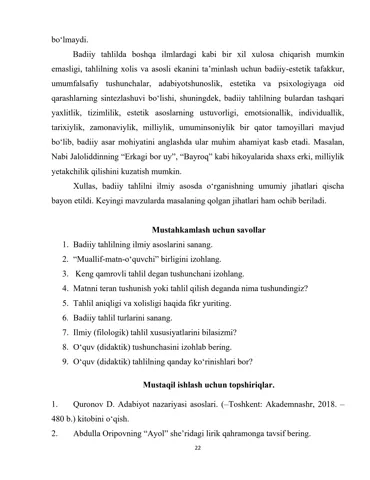 bo‘lmaydi.
Badiiy tahlilda boshqa ilmlardagi kabi bir xil xulosa chiqarish mumkin
emasligi, tahlilning xolis va asosli ekanini ta’minlash uchun badiiy-estetik tafakkur,
umumfalsafiy tushunchalar, adabiyotshunoslik, estetika va psixologiyaga oid
qarashlarning sintezlashuvi bo‘lishi, shuningdek, badiiy tahlilning bulardan tashqari
yaxlitlik, tizimlilik, estetik asoslarning ustuvorligi, emotsionallik, individuallik,
tarixiylik, zamonaviylik, milliylik, umuminsoniylik bir qator tamoyillari mavjud
bo‘lib, badiiy asar mohiyatini anglashda ular muhim ahamiyat kasb etadi. Masalan,
Nabi Jaloliddinning “Erkagi bor uy”, “Bayroq” kabi hikoyalarida shaxs erki, milliylik
yetakchilik qilishini kuzatish mumkin.
Xullas, badiiy tahlilni ilmiy asosda o‘rganishning umumiy jihatlari qischa
bayon etildi. Keyingi mavzularda masalaning qolgan jihatlari ham ochib beriladi.
Mustahkamlash uchun savollar
1. Badiiy tahlilning ilmiy asoslarini sanang.
2. “Muallif-matn-o‘quvchi” birligini izohlang.
3. Keng qamrovli tahlil degan tushunchani izohlang.
4. Matnni teran tushunish yoki tahlil qilish deganda nima tushundingiz?
5. Tahlil aniqligi va xolisligi haqida fikr yuriting.
6. Badiiy tahlil turlarini sanang.
7. Ilmiy (filologik) tahlil xususiyatlarini bilasizmi?
8. O‘quv (didaktik) tushunchasini izohlab bering.
9. O‘quv (didaktik) tahlilning qanday ko‘rinishlari bor?
Mustaqil ishlash uchun topshiriqlar.
1. Quronov D. Adabiyot nazariyasi asoslari. (–Toshkent: Akademnashr, 2018. –
480 b.) kitobini o‘qish.
2. Abdulla Oripovning “Ayol” she’ridagi lirik qahramonga tavsif bering.
22